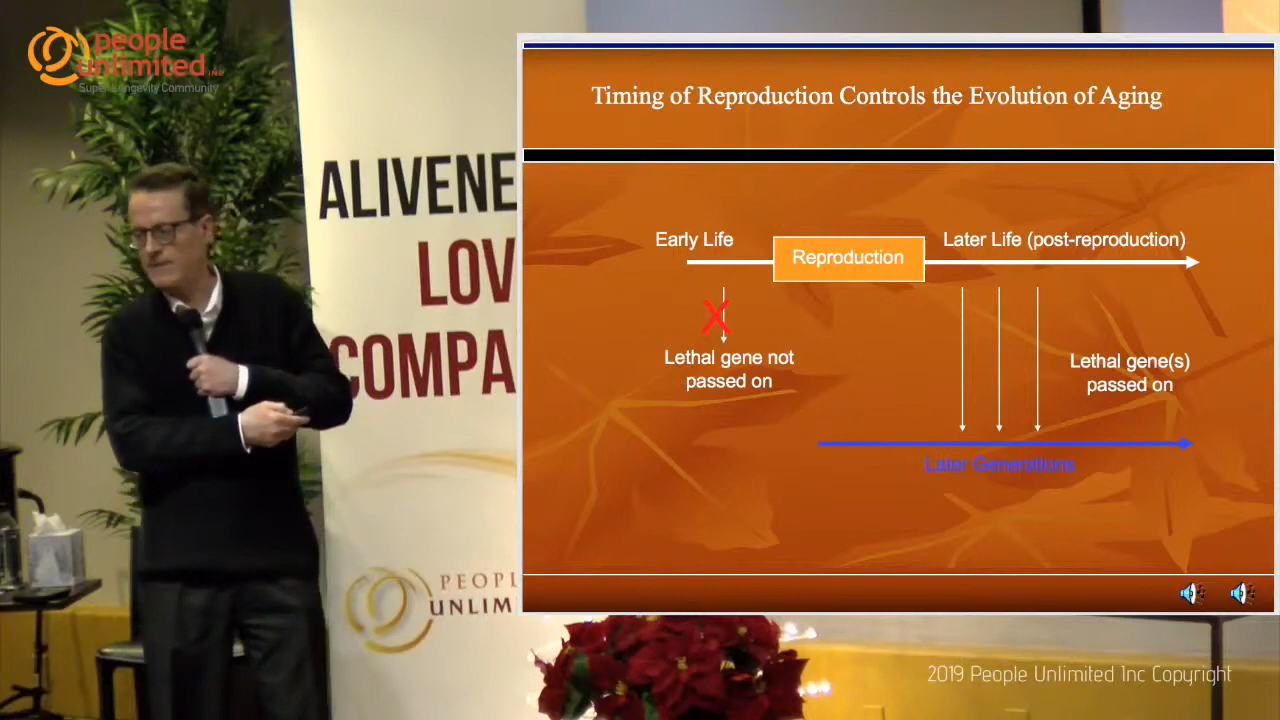 people
unlimited INC
Super Longevity Community
ALIVENE
LOV
COMPA
PEOPL
UNLIM
Timing of Reproduction Controls the Evolution of Aging
Early Life
Reproduction
Later Life (post-reproduction)
X
Lethal gene not
passed on
Lethal gene(s)
passed on
Later Generations
2019 People Unlimited Inc Copyright